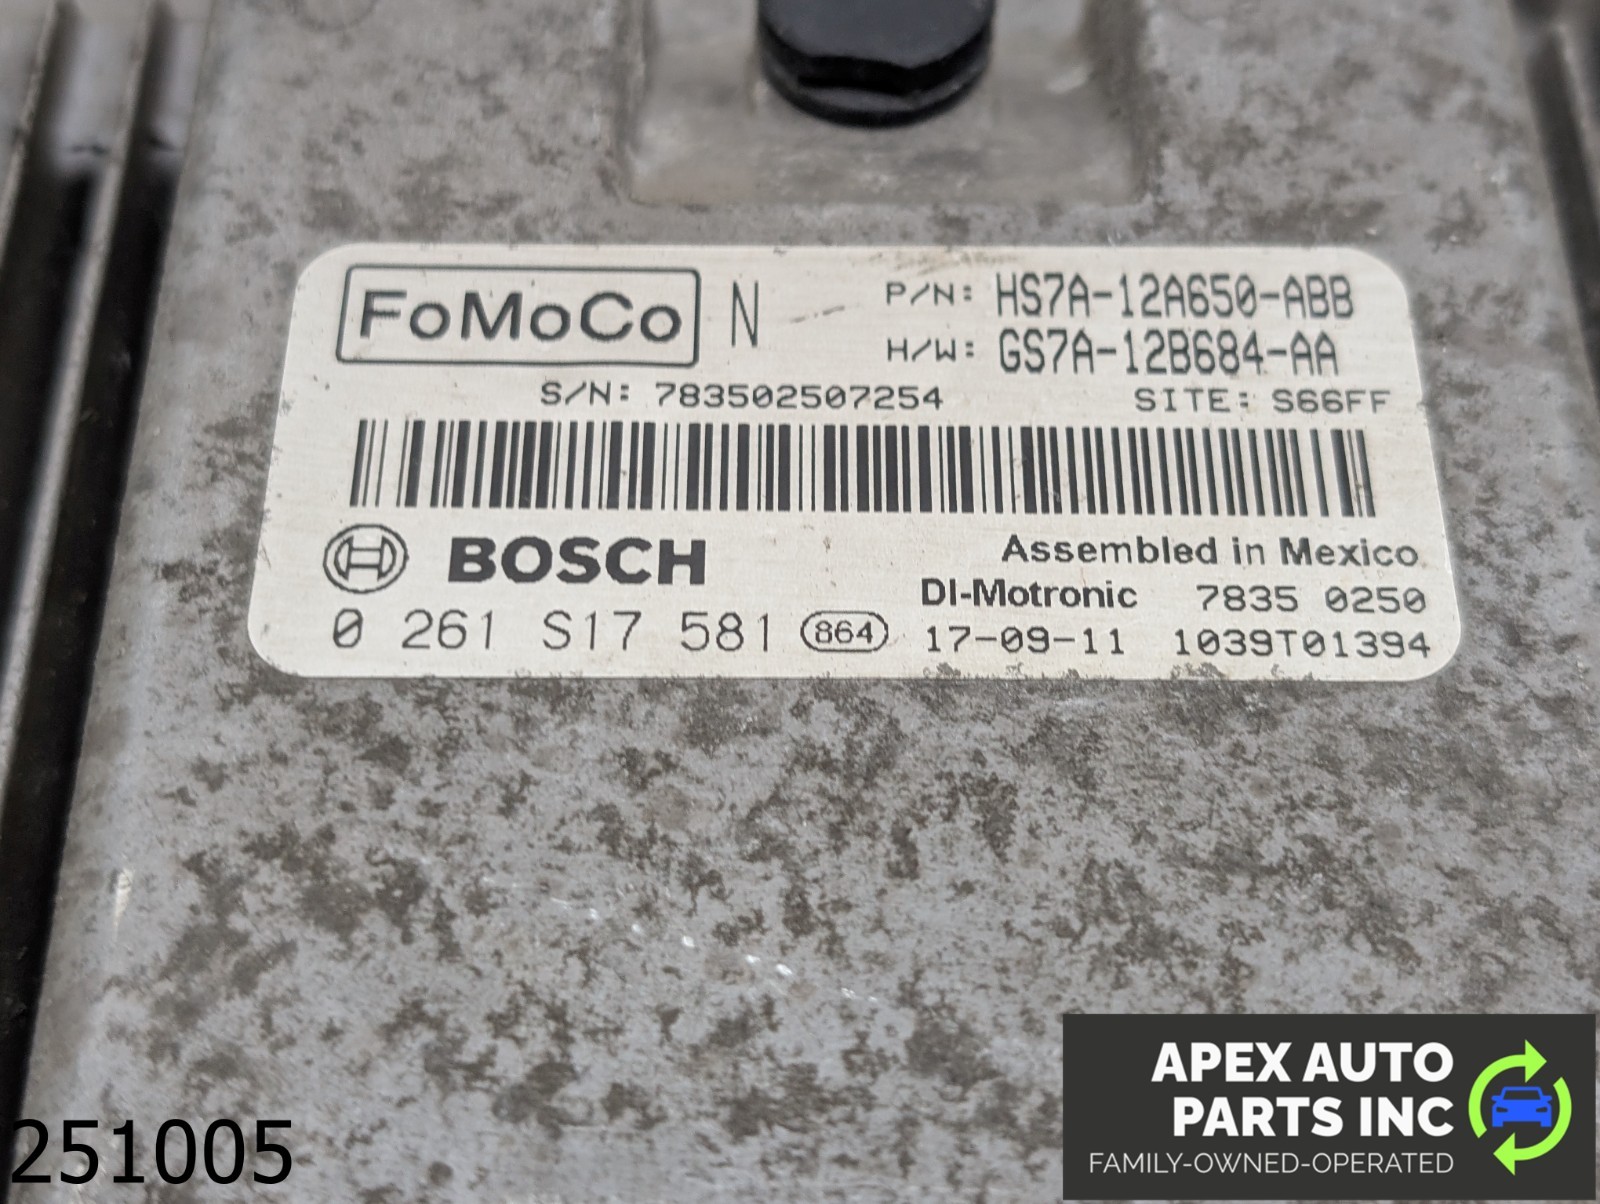 FoMoCo N
P/N: HS7A-12A650-ABB
H/W: GS7A-12B684-AA
S/N: 783502507254 SITE: S66FF
BOSCH
Assembled in Mexico
DI-Motronic 7835 0250
0 261 S17 581 864 17-09-11 1039T01394
251005
APEX AUTO
PARTS INC
FAMILY-OWNED-OPERATED